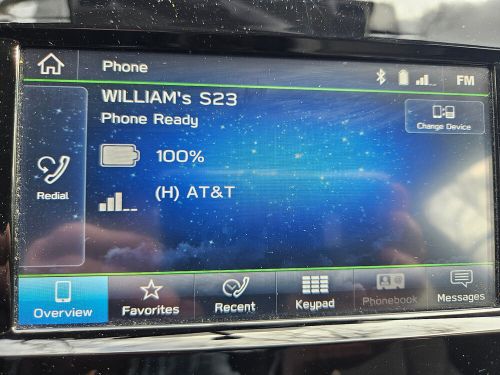 Phone
FM
WILLIAM's S23
Phone Ready
Change Device
100%
Redial
(H) AT&T
Overview
Favorites
Recent
Keypad
Phonebook
Messages